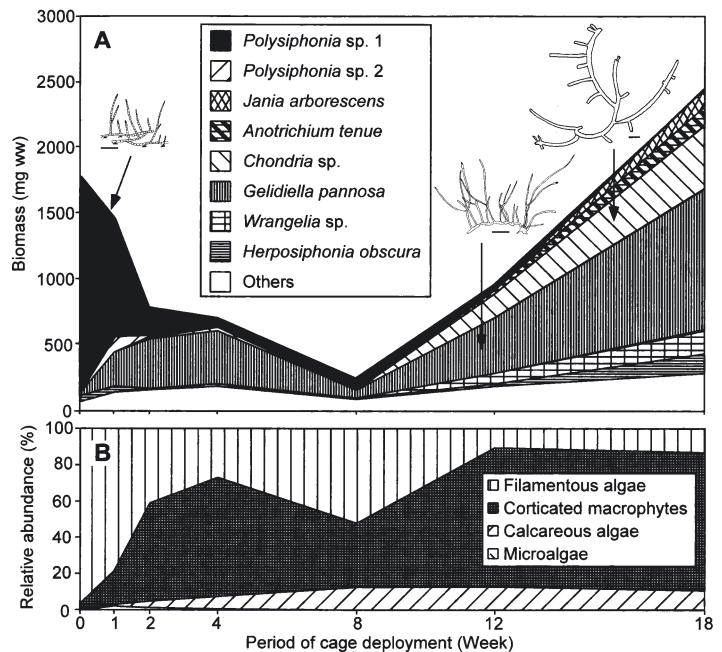 3000
A
2500
2000
1500
1000
500
0
Biomass (mg ww)
Polysiphonia sp. 1
Polysiphonia sp. 2
Jania arborescens
Anotrichium tenue
Chondria sp.
Gelidiella pannosa
Wrangelia sp.
Herposiphonia obscura
Others
100
B
80
60
40
20
0
Relative abundance (%)
Filamentous algae
Corticated macrophytes
Calcareous algae
Microalgae
0 1 2 4 8 12 18
Period of cage deployment (Week)